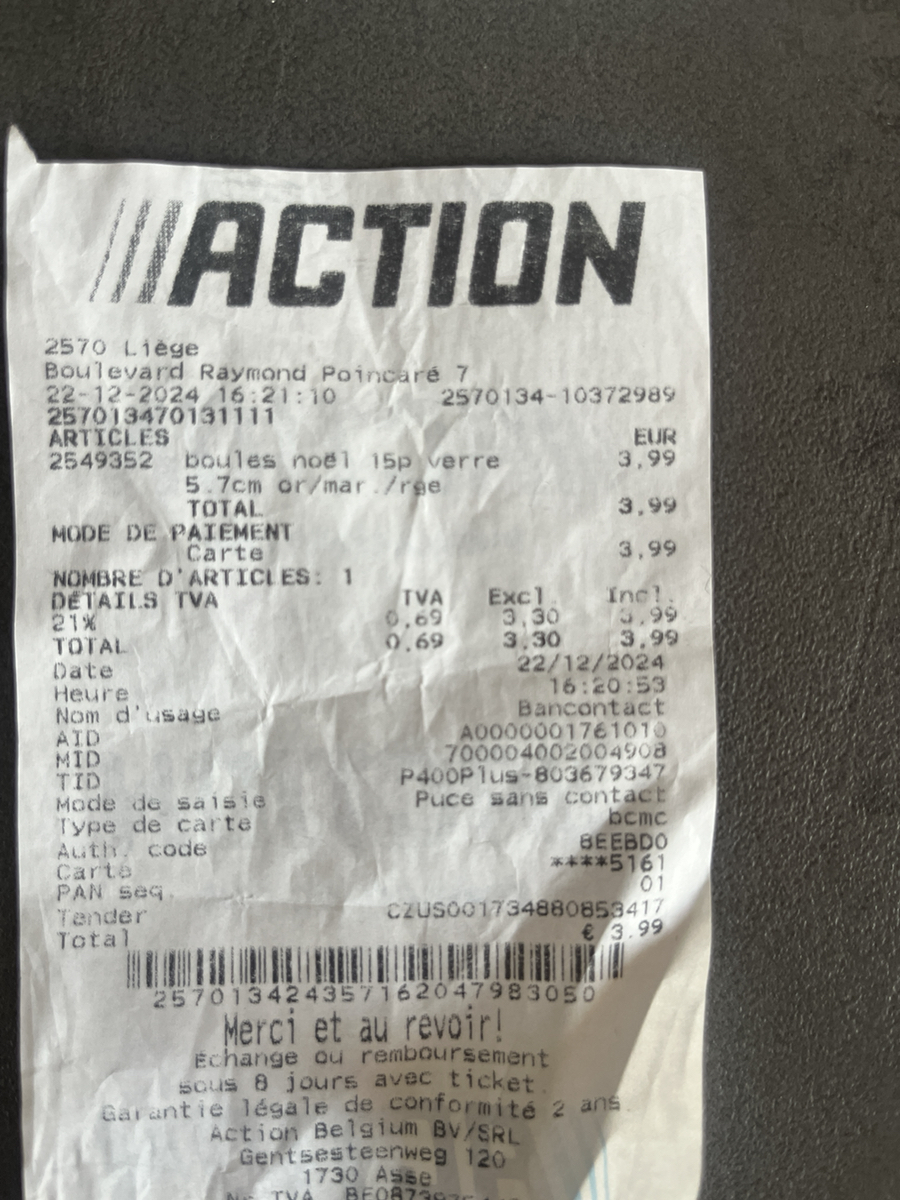 ACTION
2570 Liège
Boulevard Raymond Poincaré 7
22-12-2024 16:21:10 2570134-10372989
257013470131111
ARTICLES EUR
2549352 boules noël 15p verre 3,99
5.7cm or/mar./rge
TOTAL 3,99
MODE DE PAIEMENT
Carte 3,99
NOMBRE D'ARTICLES: 1
DÉTAILS TVA TVA Excl. Incl.
21% 0,69 3,30 3,99
TOTAL 0,69 3,30 3,99
Date 22/12/2024
Heure 16:20:53
Nom d'usage Bancontact
AID A0000001761010
MID 700004002004908
TID P400Plus-803679347
Mode de saisie Puce sans contact
Type de carte bcmc
Auth. code 8EEBD0
Carte ****5161
PAN seq. 01
Tender CZUS001734880853417
Total € 3.99
257013424357162047983050
Merci et au revoir!
Echange ou remboursement
sous 8 jours avec ticket.
Garantie légale de conformité 2 ans.
Action Belgium BV/SRL
Gentsesteenweg 120
1730 Asse
TVA